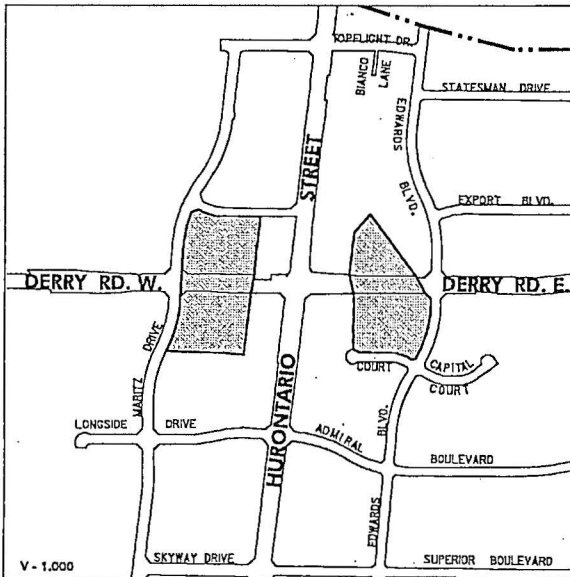 TOPFLIGHT DR.
BIANCO
LANE
STATESMAN DRIVE
EDWARDS
BLVD.
STREET
EXPORT BLVD.
DERRY RD. W.
DERRY RD. E.
MARITZ
DRIVE
COURT
CAPITAL
COURT
LONGSIDE DRIVE
HURONTARIO
ADMIRAL
BOULEVARD
BLVD.
EDWARDS
V - 1.000
SKYWAY DRIVE
SUPERIOR BOULEVARD